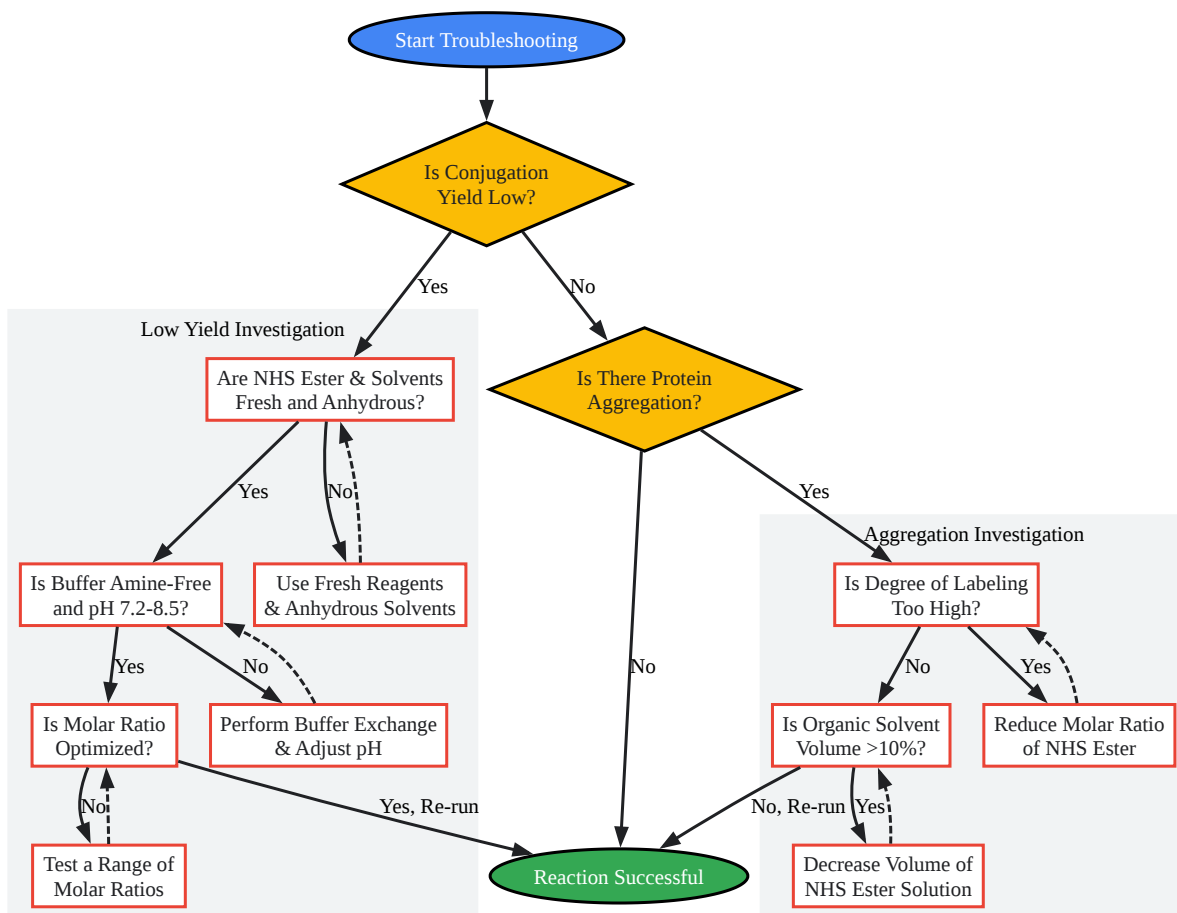 Start Troubleshooting
Is Conjugation
Yield Low?
Yes
No
Low Yield Investigation
Are NHS Ester & Solvents
Fresh and Anhydrous?
Is There Protein
Aggregation?
Yes
No
Yes
Aggregation Investigation
Is Buffer Amine-Free
and pH 7.2-8.5?
Use Fresh Reagents
& Anhydrous Solvents
Is Degree of Labeling
Too High?
Yes
No
No
No
Yes
Is Molar Ratio
Optimized?
Perform Buffer Exchange
& Adjust pH
Is Organic Solvent
Volume >10%?
Reduce Molar Ratio
of NHS Ester
No
Yes, Re-run
No, Re-run
Yes
Test a Range of
Molar Ratios
Reaction Successful
Decrease Volume of
NHS Ester Solution